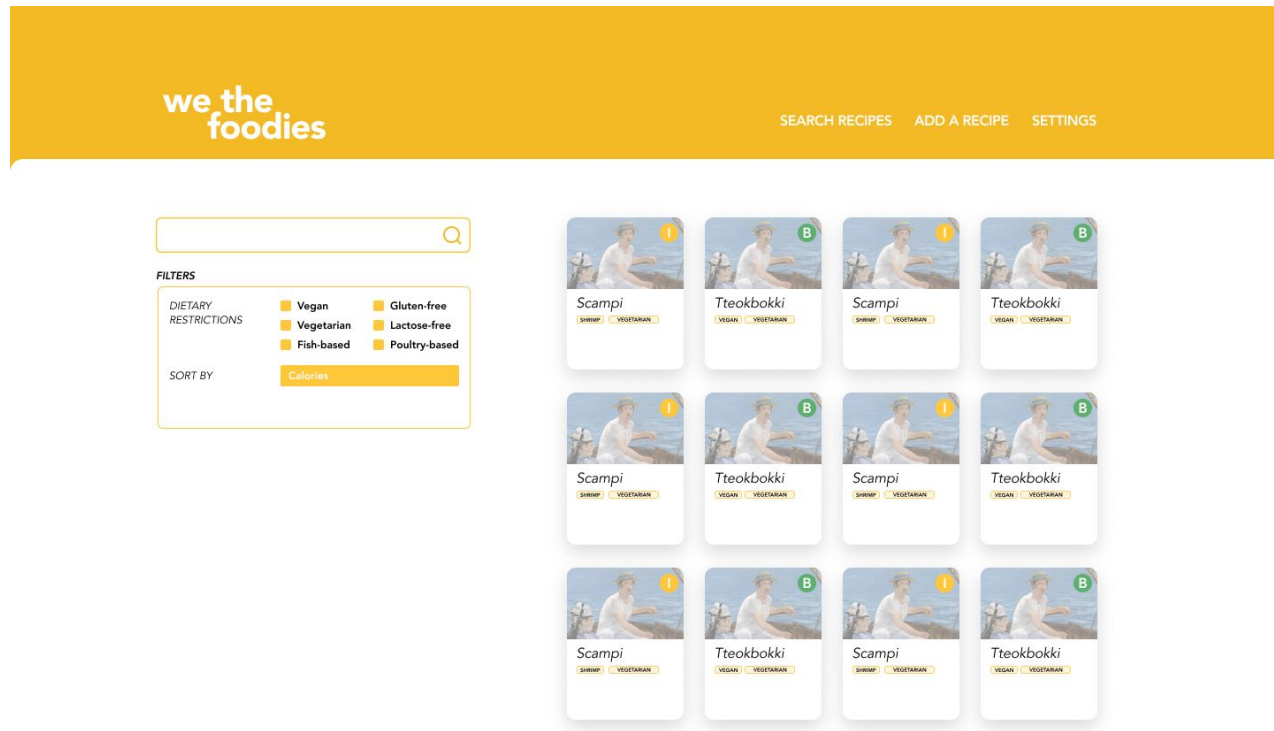 we the
foodies
SEARCH RECIPES ADD A RECIPE SETTINGS
FILTERS
DIETARY
RESTRICTIONS
Vegan Gluten-free
Vegetarian Lactose-free
Fish-based Poultry-based
SORT BY Calories
I B I B
Scampi Tteokbokki Scampi Tteokbokki
SHRIMP VEGETARIAN VEGAN VEGETARIAN SHRIMP VEGETARIAN VEGAN VEGETARIAN
I B I B
Scampi Tteokbokki Scampi Tteokbokki
SHRIMP VEGETARIAN VEGAN VEGETARIAN SHRIMP VEGETARIAN VEGAN VEGETARIAN
I B I B
Scampi Tteokbokki Scampi Tteokbokki
SHRIMP VEGETARIAN VEGAN VEGETARIAN SHRIMP VEGETARIAN VEGAN VEGETARIAN